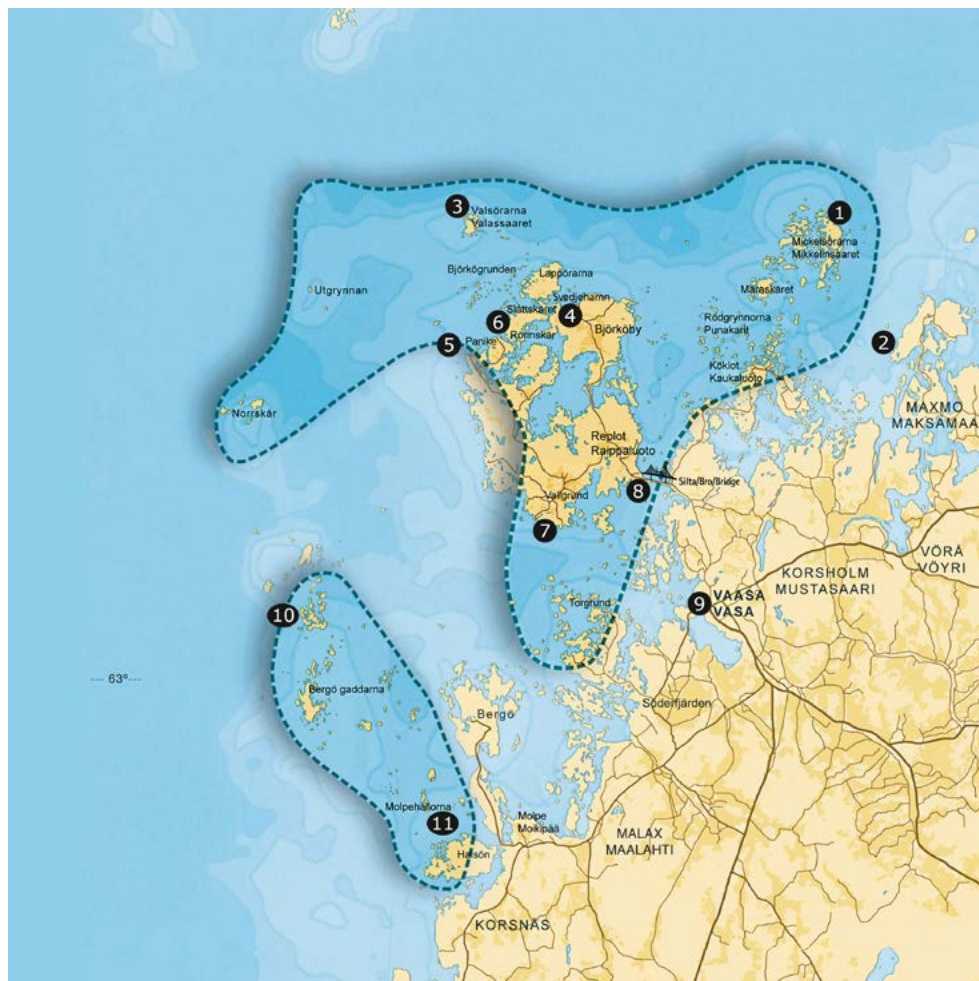 3
Valsörarna
Valassaaret
1
Mickelsörarna
Mikkelinsaaret
Björkögrunden
Lappörarna
Utgrynnan
Svedjehamn
Slåttskäret
4
6
Björköby
Rönnskär
Panike
5
Märaskäret
Rödgrynnorna
Punakarit
2
Köklot
Kaukaluoto
Norrskär
MAXMO
MAKSAMAA
Replot
Raippaluoto
Silta/Bro/Bridge
8
Vallgrund
7
VÖRÅ
VÖYRI
KORSHOLM
MUSTASAARI
9
VAASA
VASA
Torgrund
10
--- 63°---
Bergö gaddarna
Söderfjärden
Bergö
Molpehällorna
11
Molpe
Moikipää
MALAX
MAALAHTI
Halsön
KORSNÄS